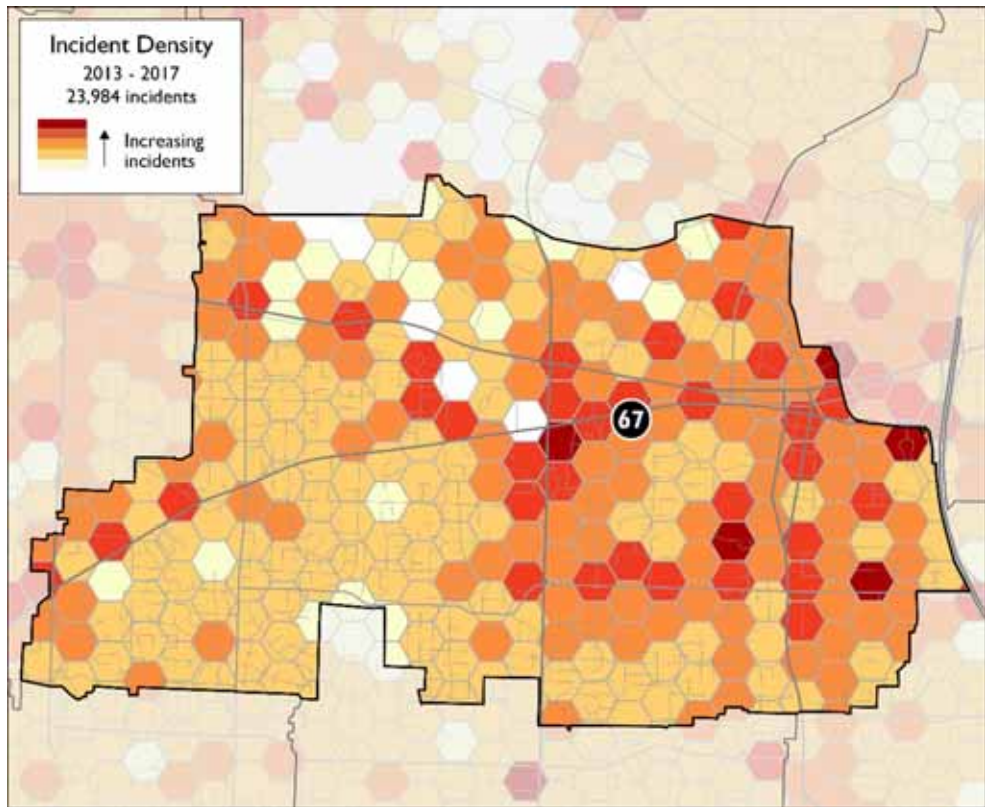 Incident Density
2013 - 2017
23,984 incidents
Increasing
incidents
67